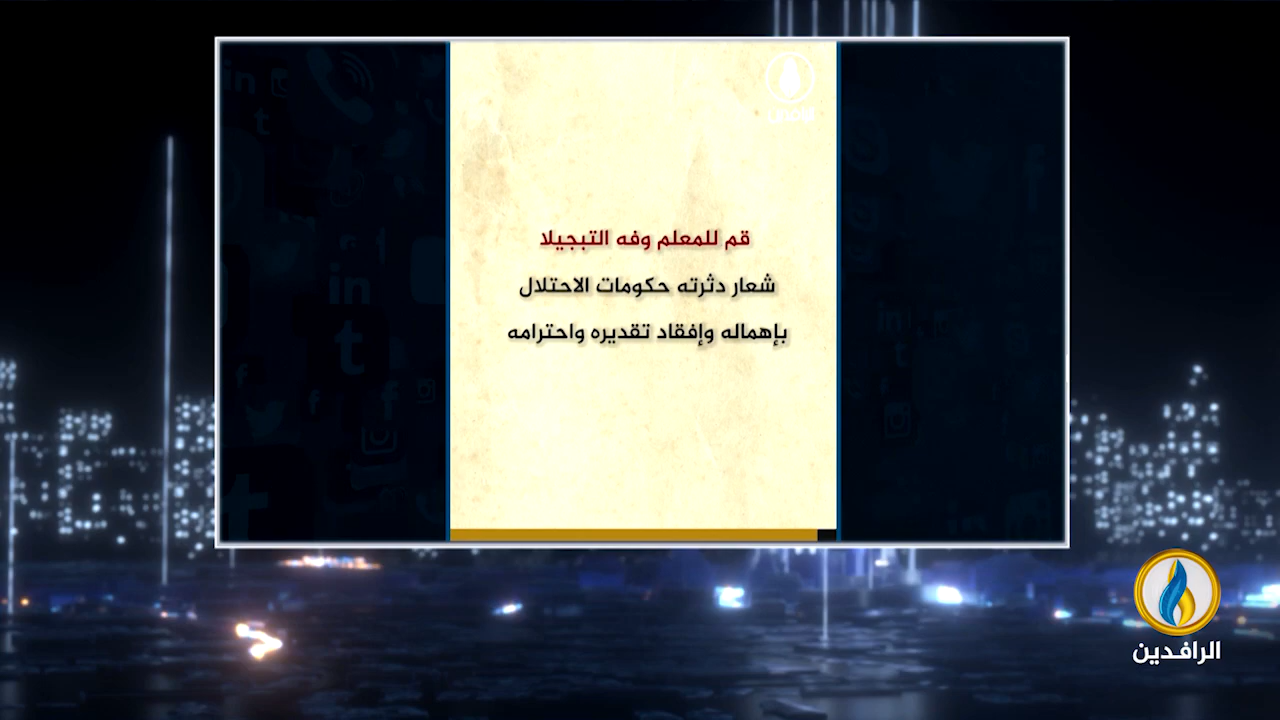 قم للمعلم وفه التبجيلا
شعار دثرته حكومات الاحتلال
بإهماله وإفقاد تقديره واحترامه
الرافدين